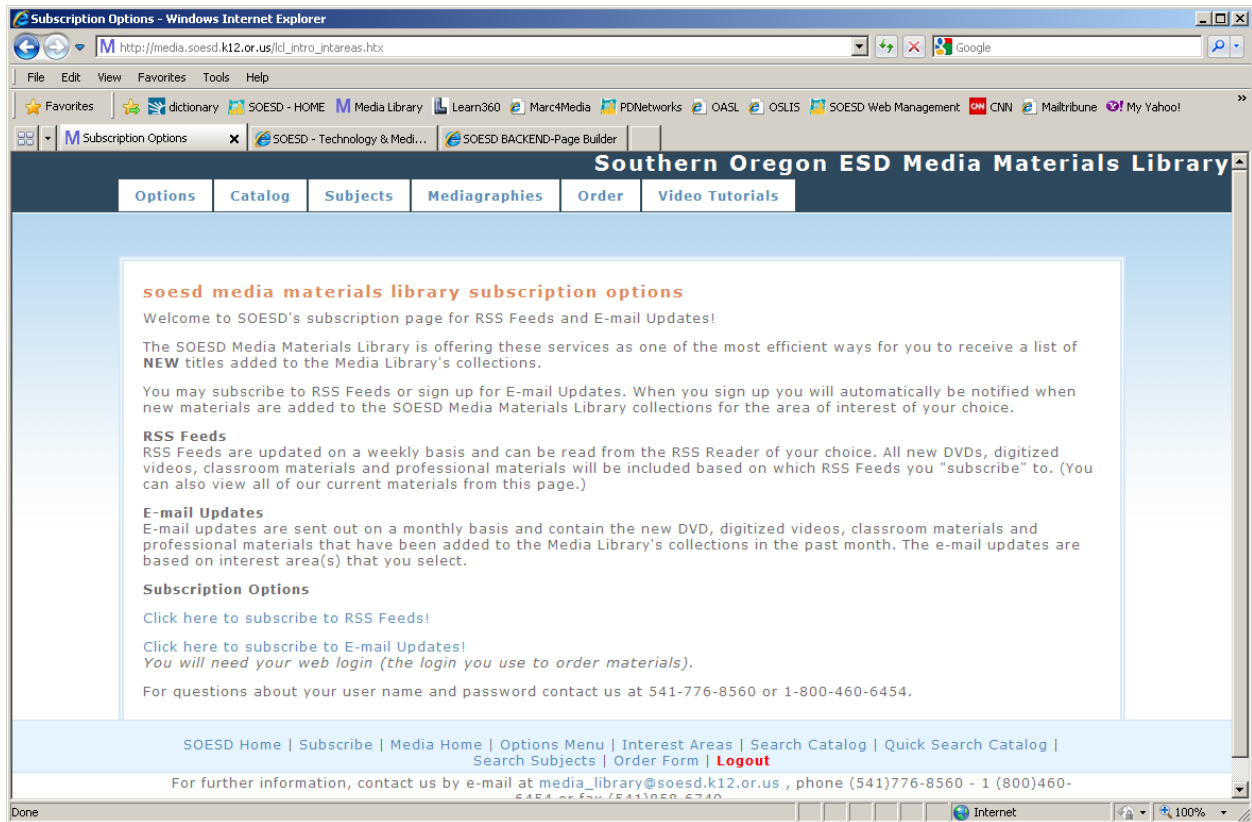 Subscription Options - Windows Internet Explorer
http://media.soesd.k12.or.us/lcl_intro_intareas.htx
Google
File Edit View Favorites Tools Help
Favorites dictionary SOESD - HOME Media Library Learn360 Marc4Media PDNetworks OASL OSLIS SOESD Web Management CNN Mailtribune My Yahoo! »
Subscription Options SOESD - Technology & Medi... SOESD BACKEND-Page Builder
Southern Oregon ESD Media Materials Library
Options Catalog Subjects Mediagraphies Order Video Tutorials
soesd media materials library subscription options
Welcome to SOESD's subscription page for RSS Feeds and E-mail Updates!
The SOESD Media Materials Library is offering these services as one of the most efficient ways for you to receive a list of
NEW titles added to the Media Library's collections.
You may subscribe to RSS Feeds or sign up for E-mail Updates. When you sign up you will automatically be notified when
new materials are added to the SOESD Media Materials Library collections for the area of interest of your choice.
RSS Feeds
RSS Feeds are updated on a weekly basis and can be read from the RSS Reader of your choice. All new DVDs, digitized
videos, classroom materials and professional materials will be included based on which RSS Feeds you "subscribe" to. (You
can also view all of our current materials from this page.)
E-mail Updates
E-mail updates are sent out on a monthly basis and contain the new DVD, digitized videos, classroom materials and
professional materials that have been added to the Media Library's collections in the past month. The e-mail updates are
based on interest area(s) that you select.
Subscription Options
Click here to subscribe to RSS Feeds!
Click here to subscribe to E-mail Updates!
You will need your web login (the login you use to order materials).
For questions about your user name and password contact us at 541-776-8560 or 1-800-460-6454.
SOESD Home | Subscribe | Media Home | Options Menu | Interest Areas | Search Catalog | Quick Search Catalog |
Search Subjects | Order Form | Logout
For further information, contact us by e-mail at media_library@soesd.k12.or.us , phone (541)776-8560 - 1 (800)460-
6454 or fax (541)858-6740
Done Internet 100%